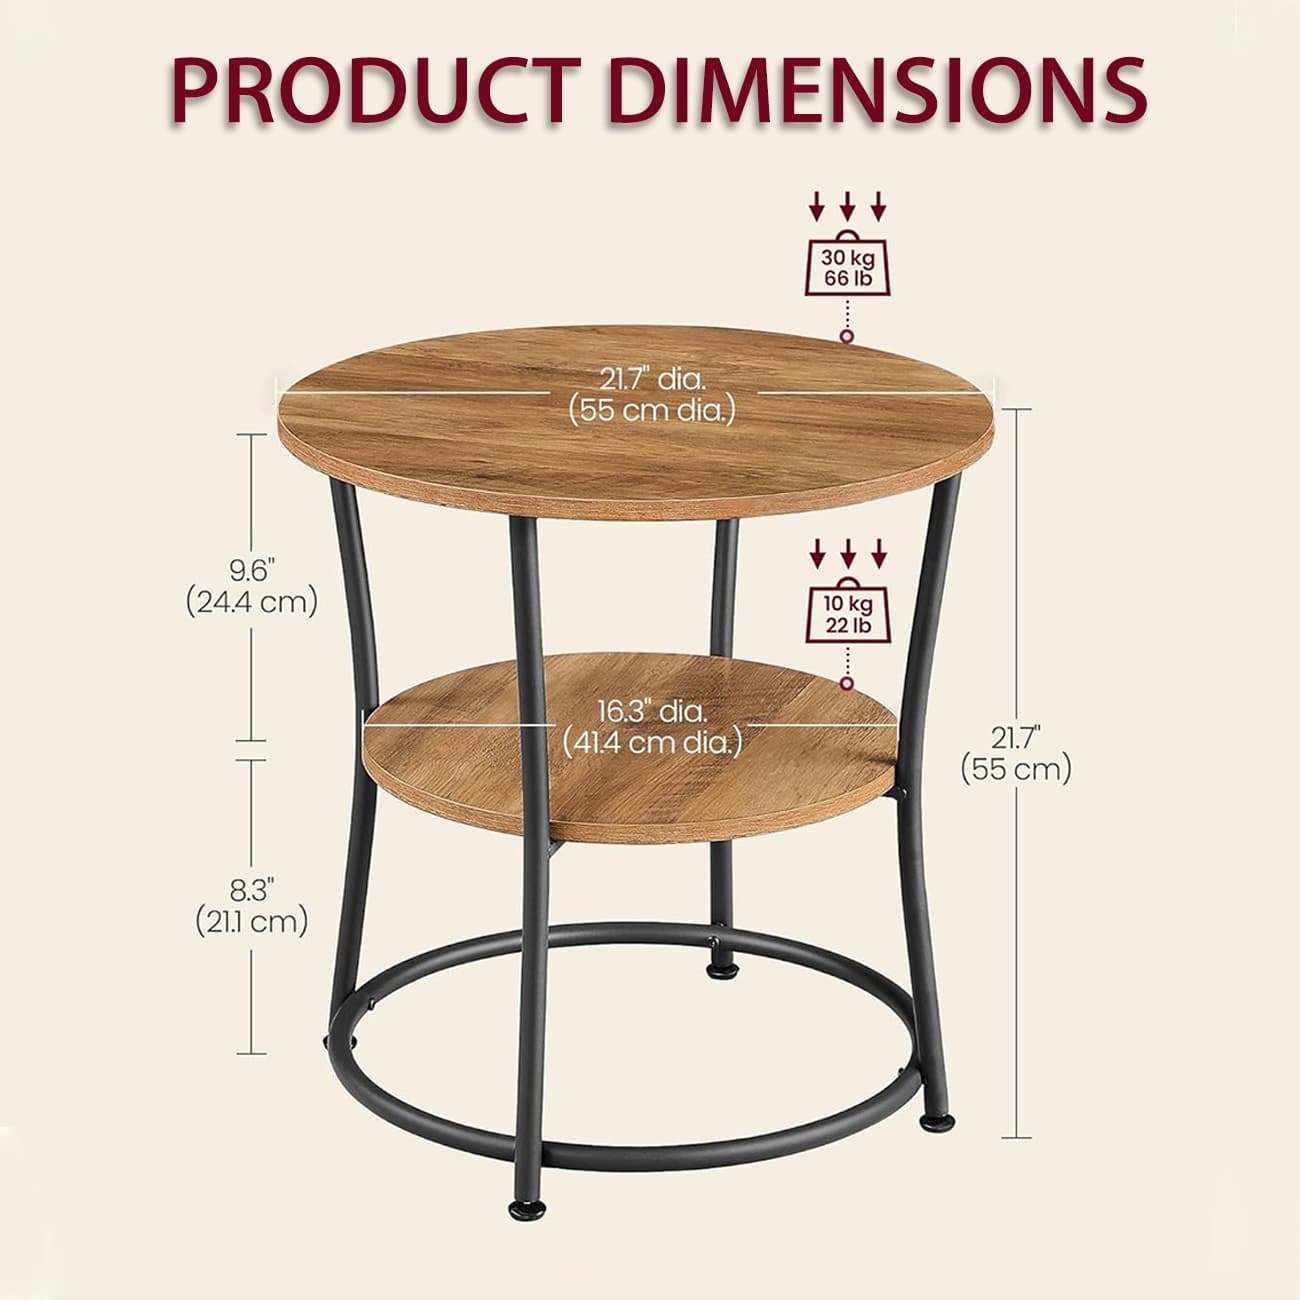 PRODUCT DIMENSIONS
30 kg
66 lb
21.7" dia.
(55 cm dia.)
9.6"
(24.4 cm)
10 kg
22 lb
16.3" dia.
(41.4 cm dia.)
21.7"
(55 cm)
8.3"
(21.1 cm)